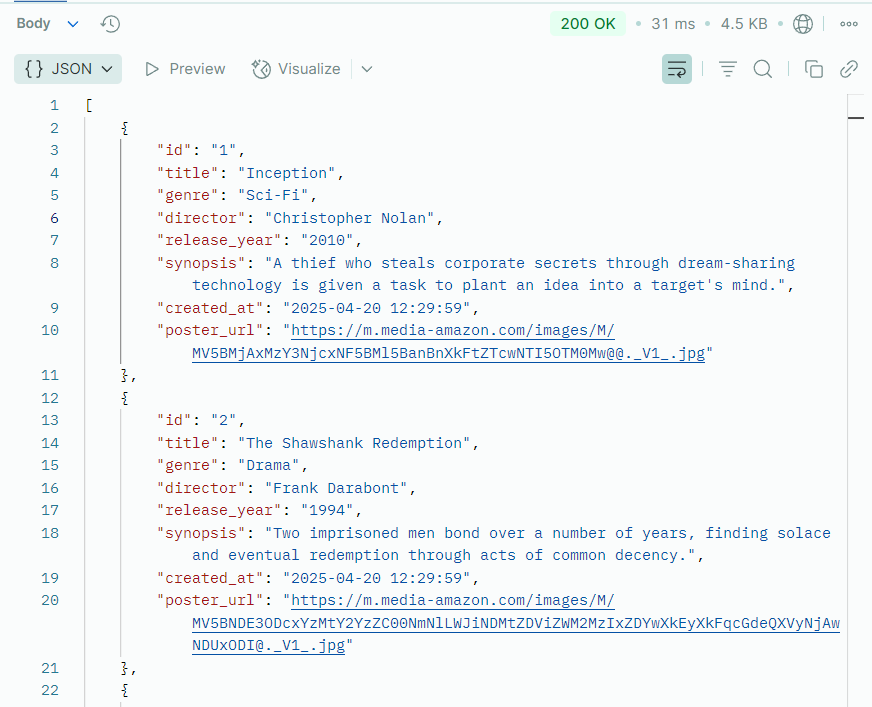 Body 200 OK • 31 ms • 4.5 KB •
{} JSON Preview Visualize
1 [
2 {
3 "id": "1",
4 "title": "Inception",
5 "genre": "Sci-Fi",
6 "director": "Christopher Nolan",
7 "release_year": "2010",
8 "synopsis": "A thief who steals corporate secrets through dream-sharing
technology is given a task to plant an idea into a target's mind.",
9 "created_at": "2025-04-20 12:29:59",
10 "poster_url": "https://m.media-amazon.com/images/M/
MV5BMjAxMzY3NjcxNF5BMl5BanBnXkFtZTcwNTI5OTM0Mw@@._V1_.jpg"
11 },
12 {
13 "id": "2",
14 "title": "The Shawshank Redemption",
15 "genre": "Drama",
16 "director": "Frank Darabont",
17 "release_year": "1994",
18 "synopsis": "Two imprisoned men bond over a number of years, finding solace
and eventual redemption through acts of common decency.",
19 "created_at": "2025-04-20 12:29:59",
20 "poster_url": "https://m.media-amazon.com/images/M/
MV5BNDE3ODcxYzMtY2YzZC00NmNlLWJiNDMtZDViZWM2MzIxZDYwXkEyXkFqcGdeQXVyNjAw
NDUxODI@._V1_.jpg"
21 },
22 {